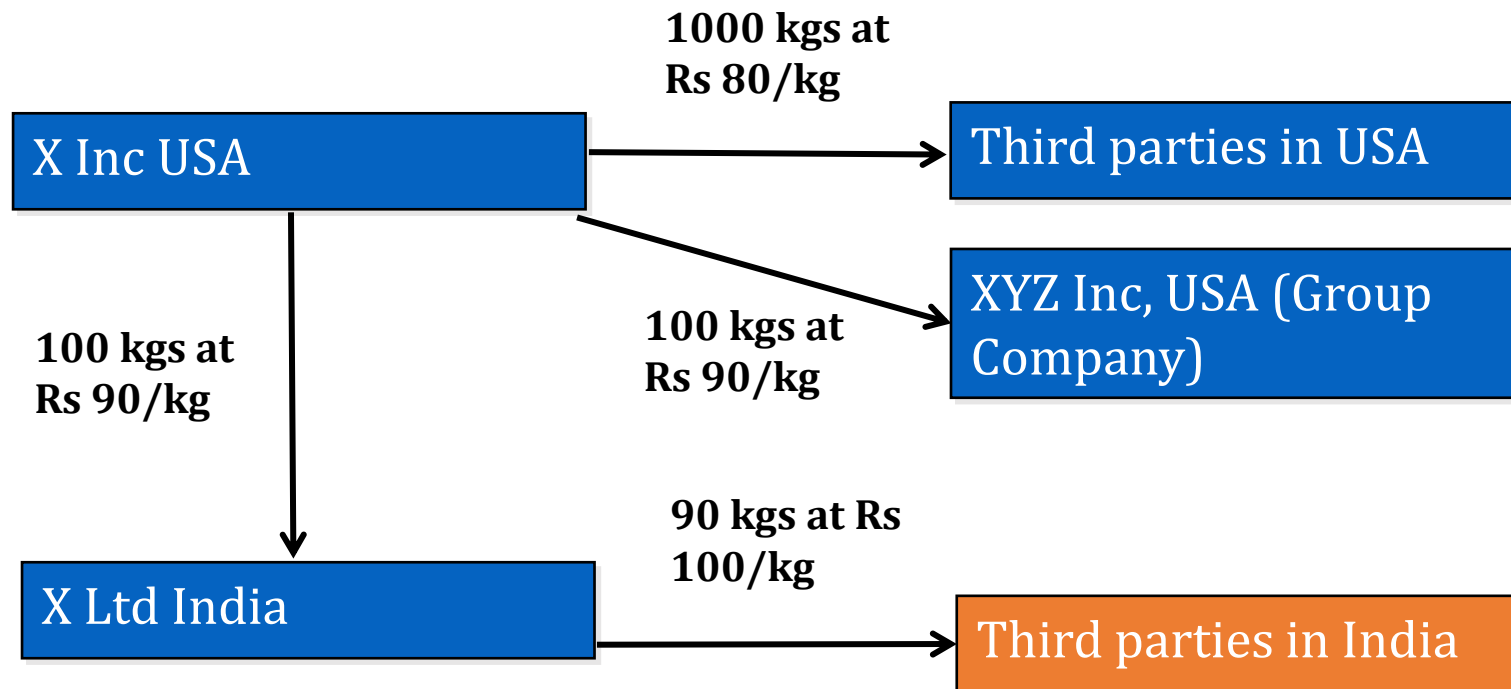 1000 kgs at
Rs 80/kg
X Inc USA
Third parties in USA
XYZ Inc, USA (Group
Company)
100 kgs at
Rs 90/kg
100 kgs at
Rs 90/kg
90 kgs at Rs
100/kg
X Ltd India
Third parties in India